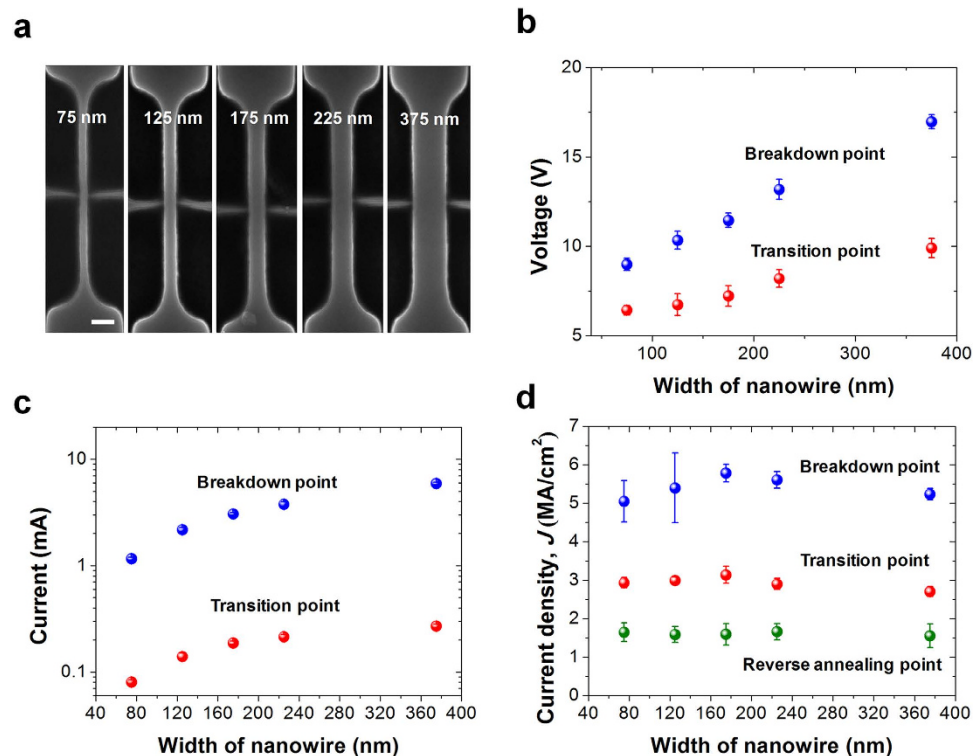 a
75 nm 125 nm 175 nm 225 nm 375 nm
b
20
15
10
5
Voltage (V)
Breakdown point
Transition point
100 200 300 400
Width of nanowire (nm)
c
10
1
0.1
Current (mA)
Breakdown point
Transition point
40 80 120 160 200 240 280 320 360 400
Width of nanowire (nm)
d
7
6
5
4
3
2
1
0
Current density, J (MA/cm²)
Breakdown point
Transition point
Reverse annealing point
40 80 120 160 200 240 280 320 360 400
Width of nanowire (nm)